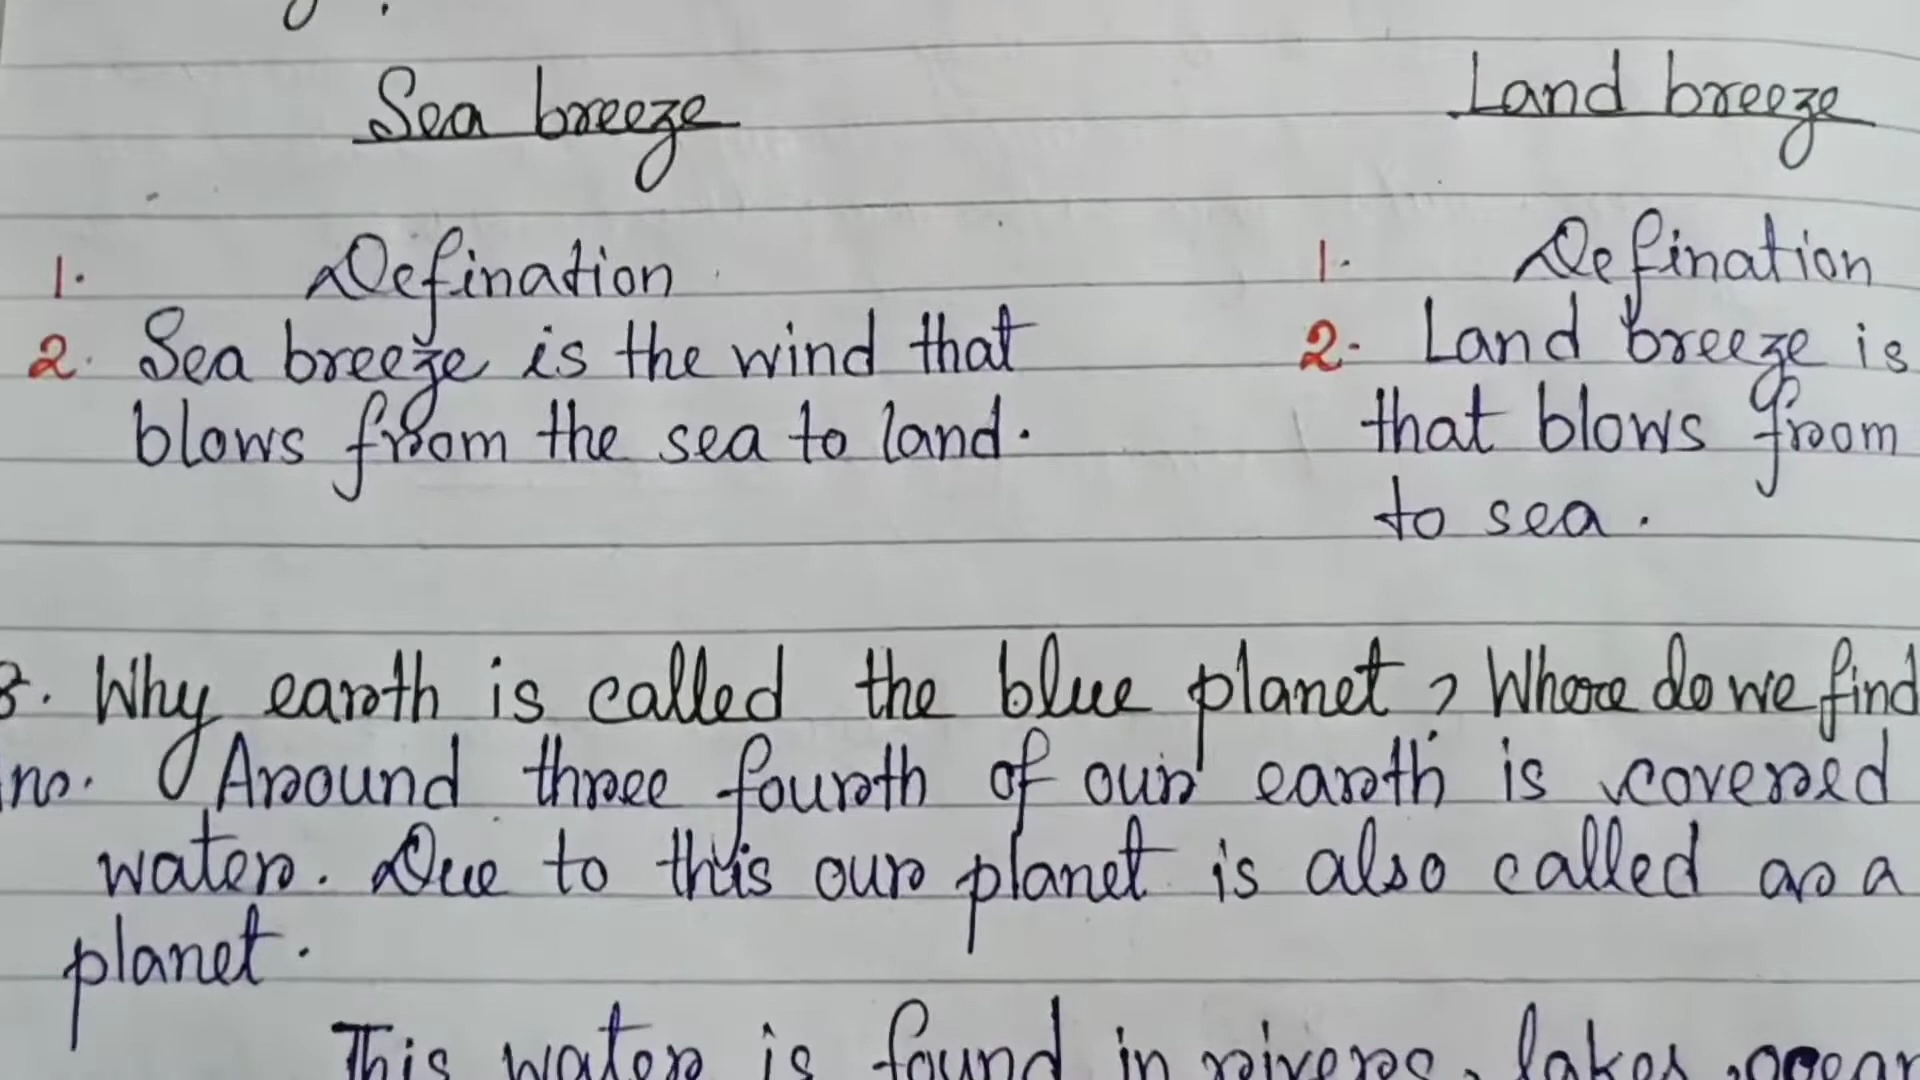 Sea breeze Land breeze
1. Defination 1. Defination
2. Sea breeze is the wind that 2. Land breeze is
blows from the sea to land. that blows from
to sea.
3. Why earth is called the blue planet? Where do we find
Around three fourth of our earth is covered
water. Due to this our planet is also called as a
planet.
This water is found in rivers, lakes,